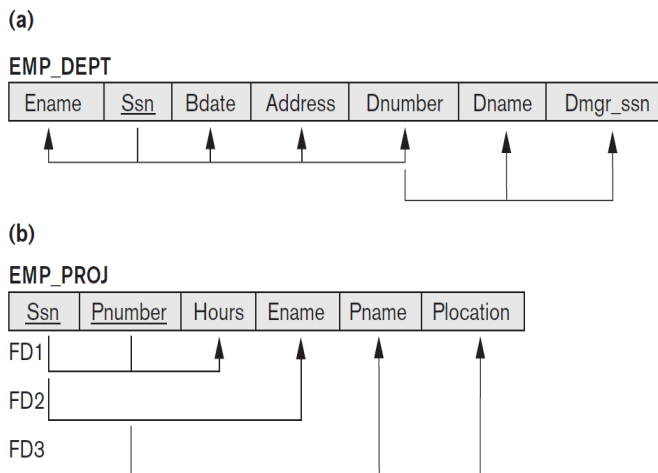 (a)
EMP_DEPT
Ename Ssn Bdate Address Dnumber Dname Dmgr_ssn
(b)
EMP_PROJ
Ssn Pnumber Hours Ename Pname Plocation
FD1
FD2
FD3